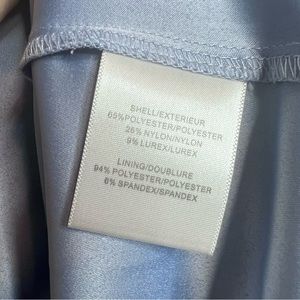 SHELL/EXTERIEUR
65%POLYESTER/POLYESTER
26% NYLON/NYLON
9% LUREX/LUREX
LINING/DOUBLURE
94% POLYESTER/POLYESTER
6% SPANDEX/SPANDEX